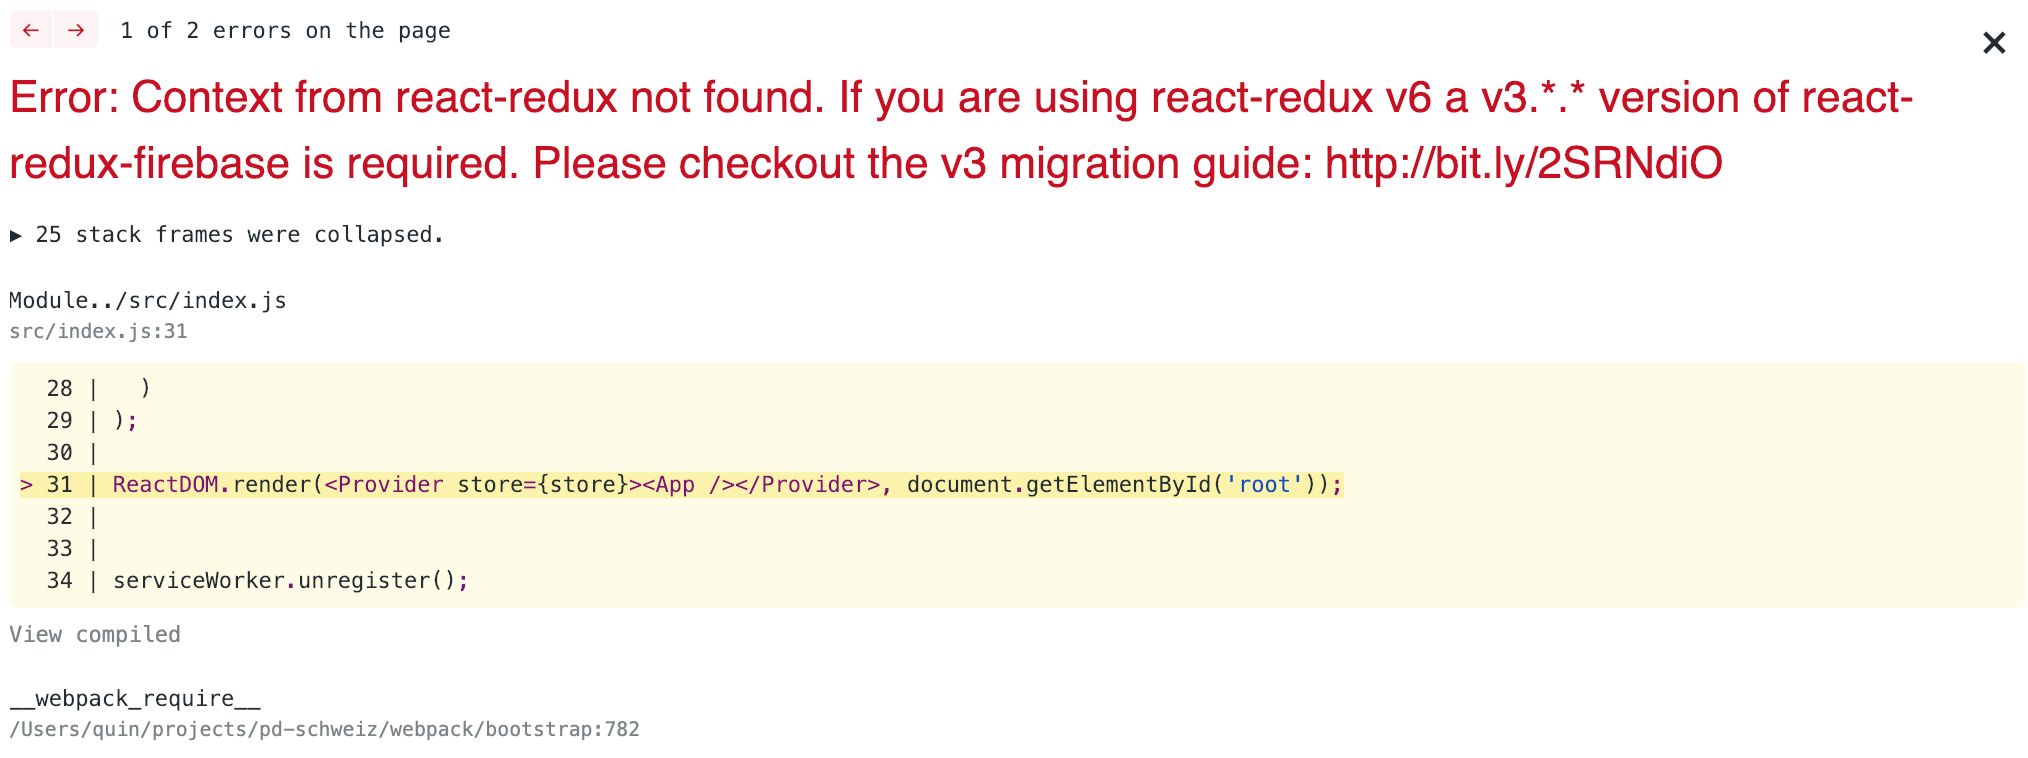 ← → 1 of 2 errors on the page ×
Error: Context from react-redux not found. If you are using react-redux v6 a v3.*.* version of react-
redux-firebase is required. Please checkout the v3 migration guide: http://bit.ly/2SRNdiO
▶ 25 stack frames were collapsed.
Module../src/index.js
src/index.js:31
28 |   )
29 | );
30 |
> 31 | ReactDOM.render(<Provider store={store}><App /></Provider>, document.getElementById('root'));
32 |
33 |
34 | serviceWorker.unregister();
View compiled
__webpack_require__
/Users/quin/projects/pd-schweiz/webpack/bootstrap:782